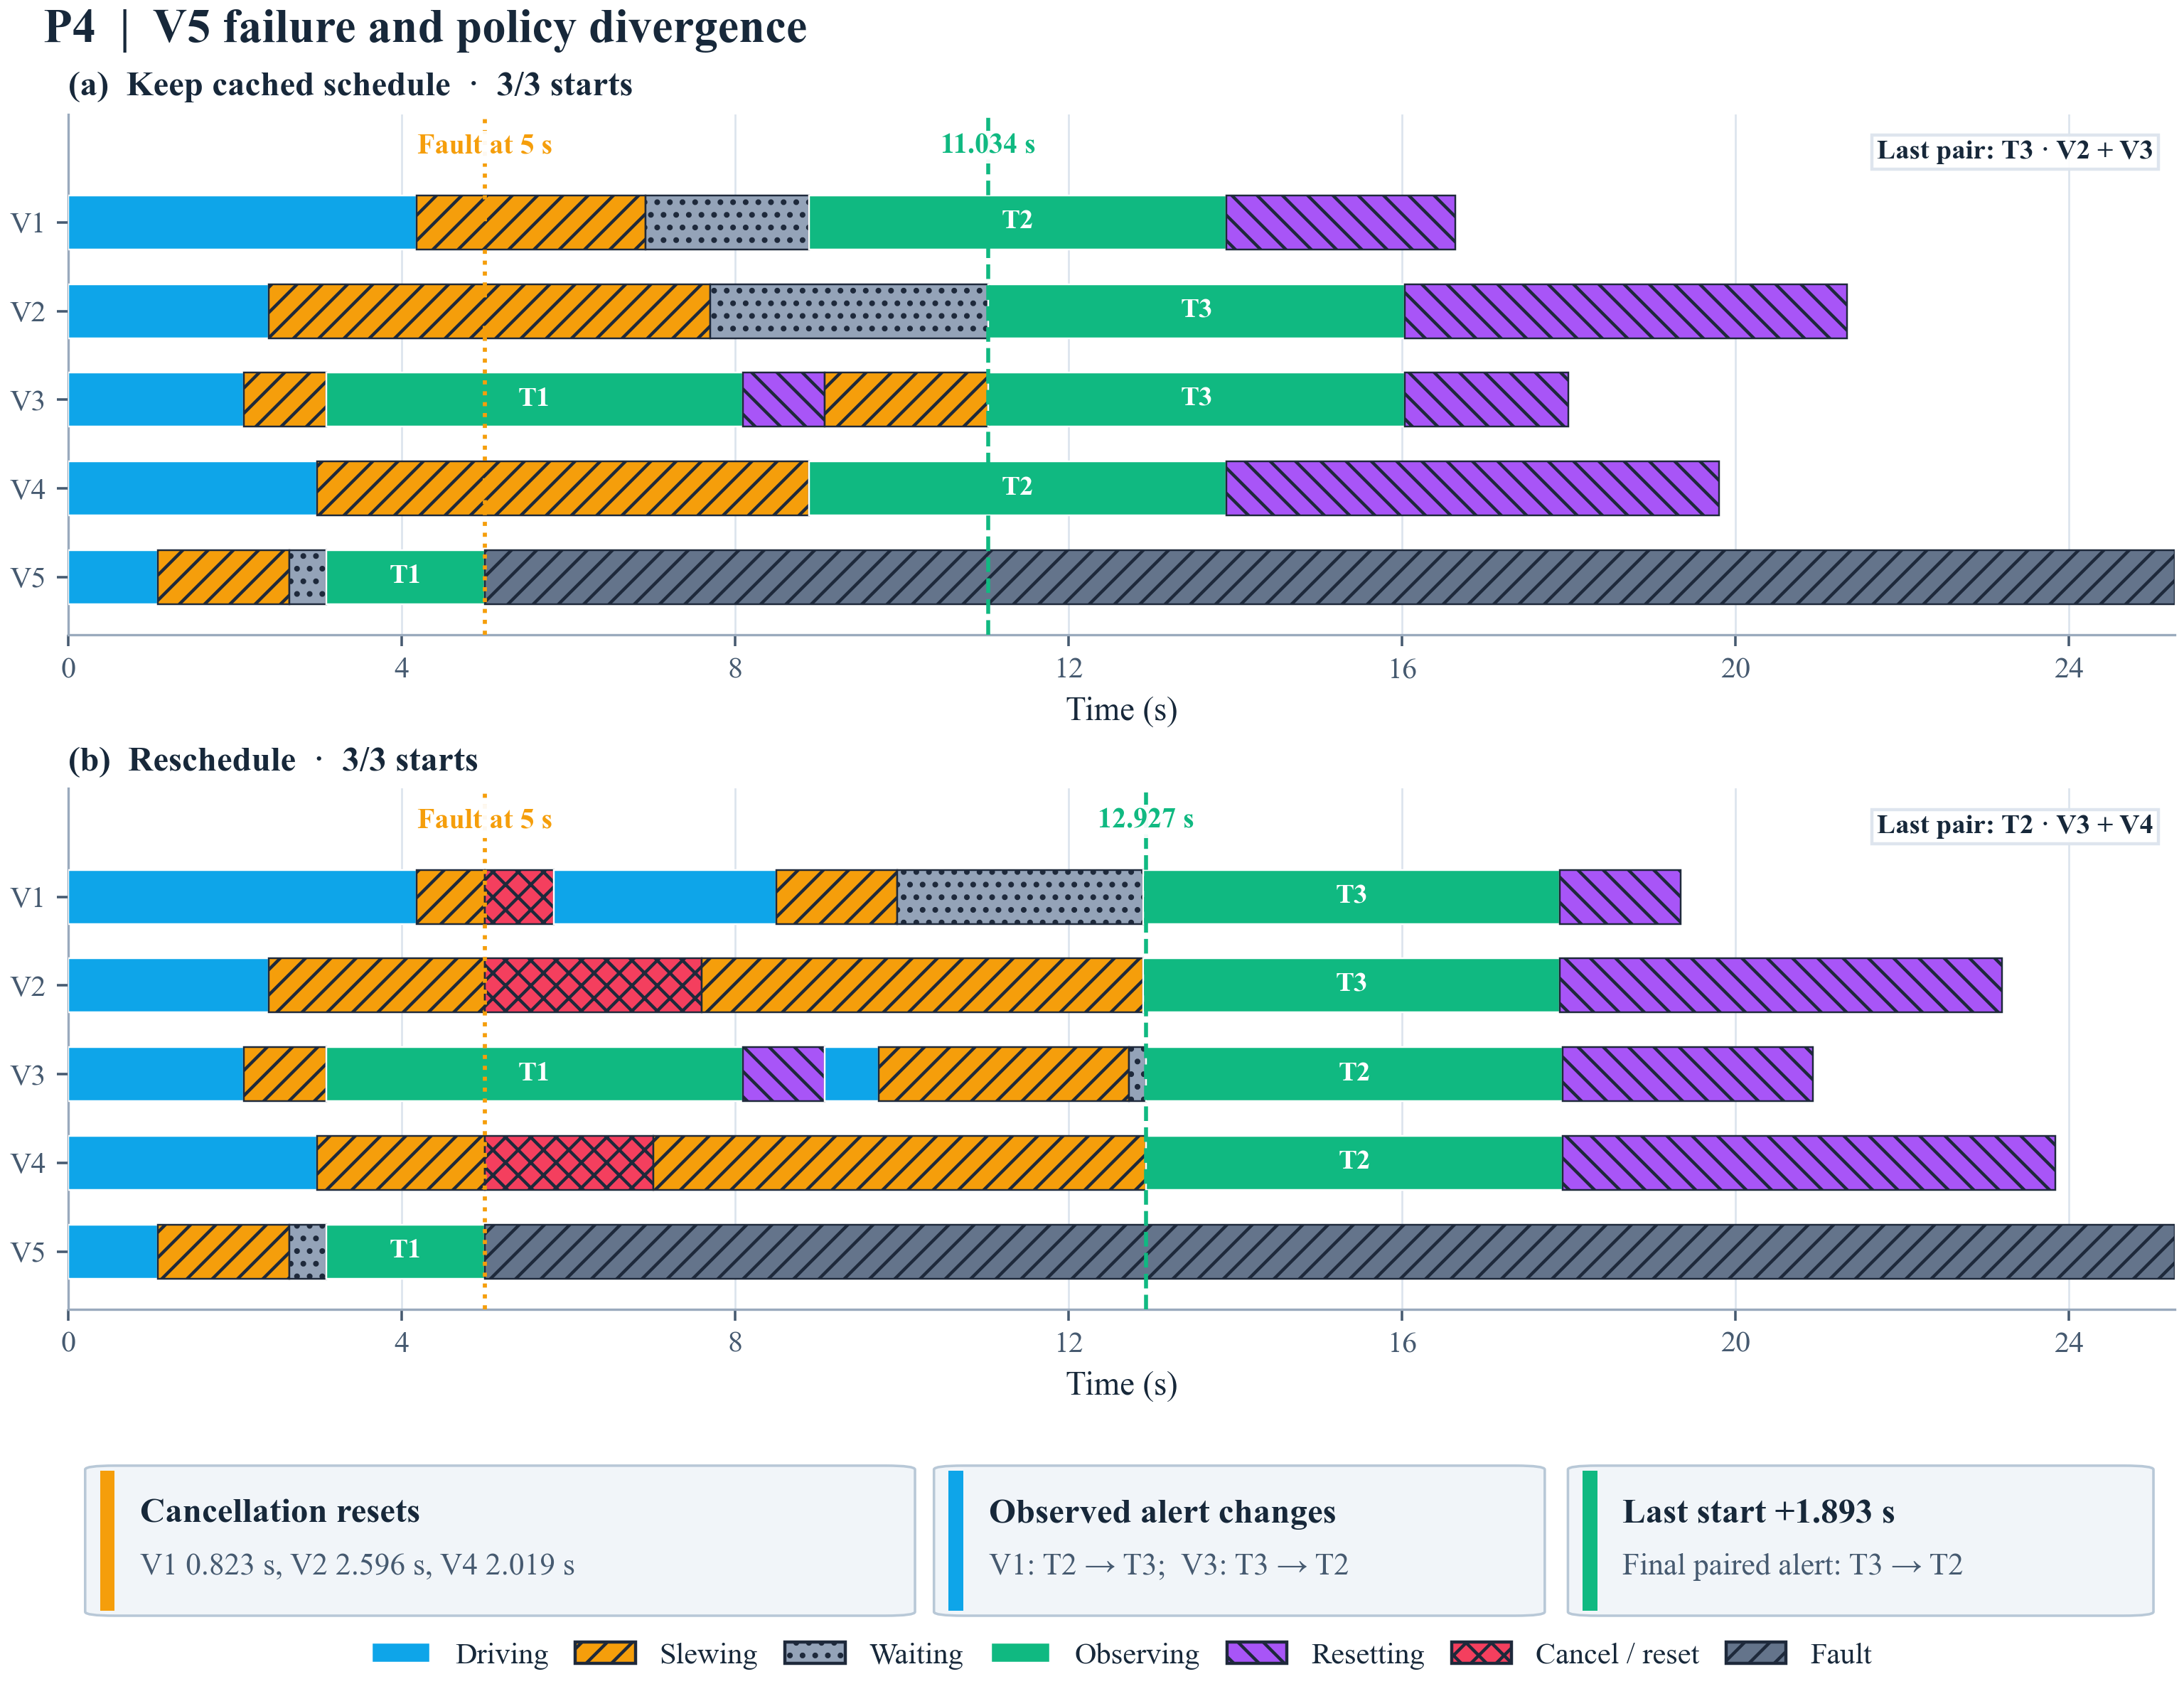 P4 | V5 failure and policy divergence
(a) Keep cached schedule · 3/3 starts
Fault at 5 s
11.034 s
Last pair: T3 · V2 + V3
V1
T2
V2
T3
V3
T1
T3
V4
T2
V5
T1
0 4 8 12 16 20 24
Time (s)
(b) Reschedule · 3/3 starts
Fault at 5 s
12.927 s
Last pair: T2 · V3 + V4
V1
T3
V2
T3
V3
T1
T2
V4
T2
V5
T1
0 4 8 12 16 20 24
Time (s)
Cancellation resets
V1 0.823 s, V2 2.596 s, V4 2.019 s
Observed alert changes
V1: T2 → T3; V3: T3 → T2
Last start +1.893 s
Final paired alert: T3 → T2
Driving Slewing Waiting Observing Resetting Cancel / reset Fault